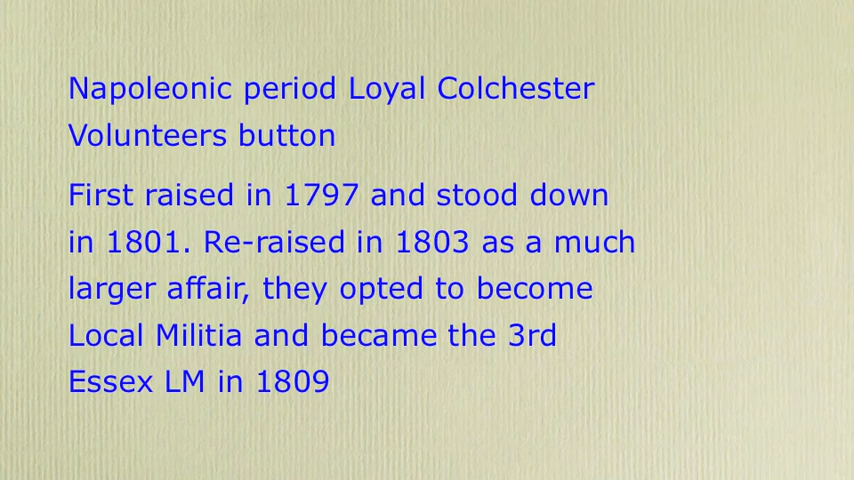 Napoleonic period Loyal Colchester
Volunteers button
First raised in 1797 and stood down
in 1801. Re-raised in 1803 as a much
larger affair, they opted to become
Local Militia and became the 3rd
Essex LM in 1809